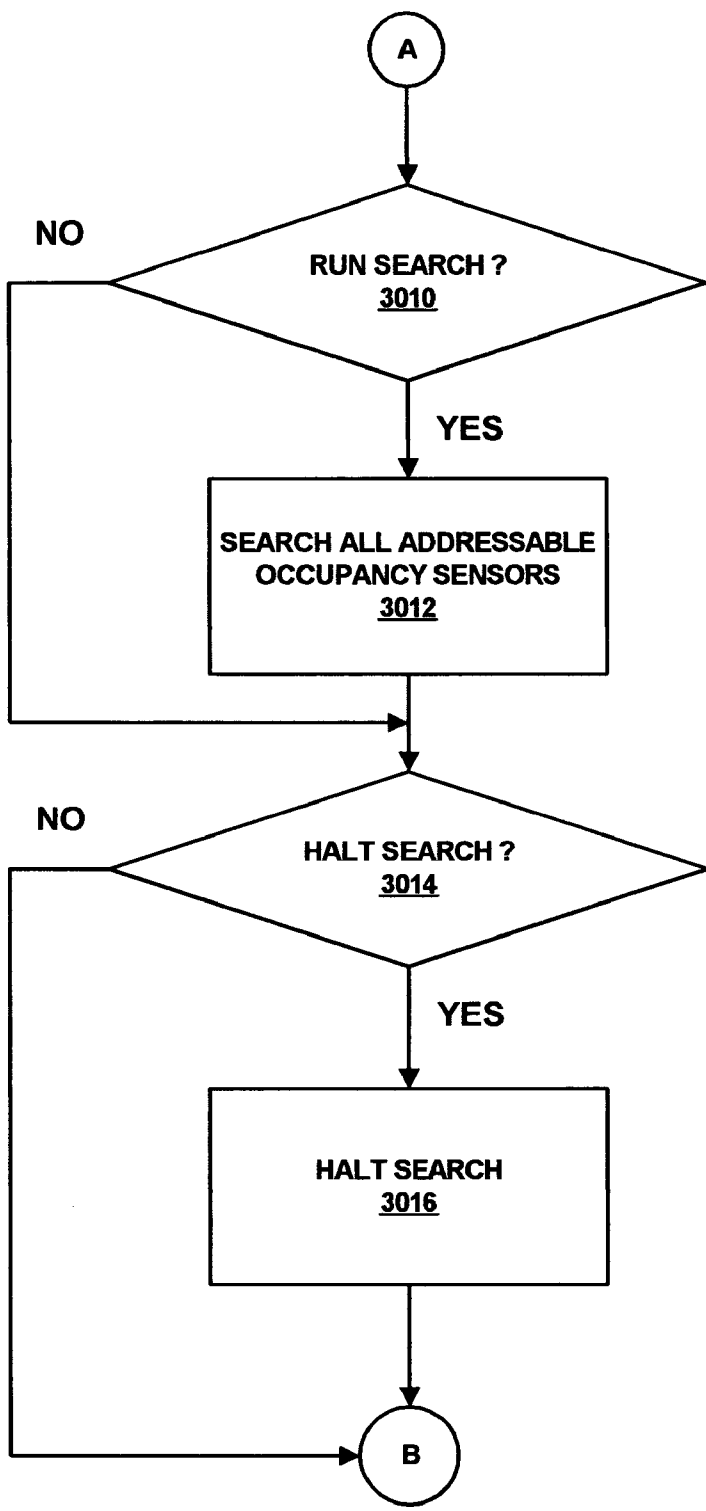 A
NO
RUN SEARCH ?
3010
YES
SEARCH ALL ADDRESSABLE
OCCUPANCY SENSORS
3012
NO
HALT SEARCH ?
3014
YES
HALT SEARCH
3016
B